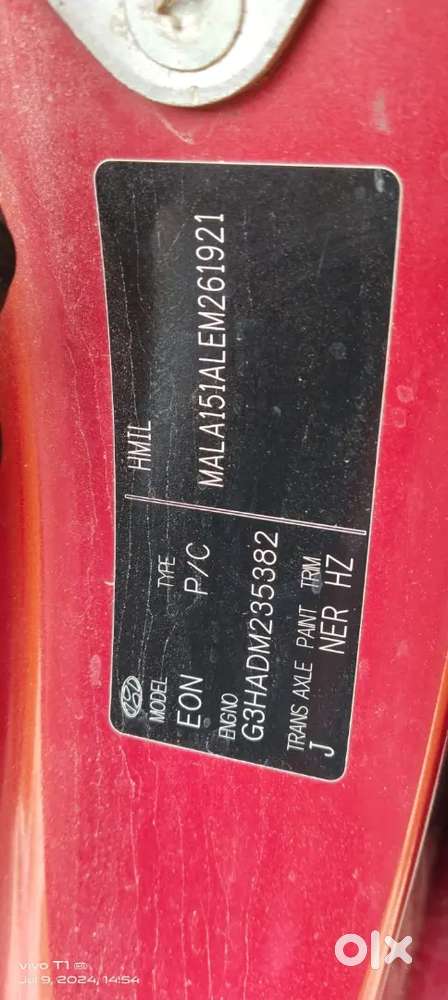 HMIL
MALA151ALEM261921
MODEL TYPE
EON P/C
ENGNO
G3HADM235382
TRANS AXLE PAINT TRIM
J NER HZ
vivo T1
Jul 9, 2024, 14:54
olx